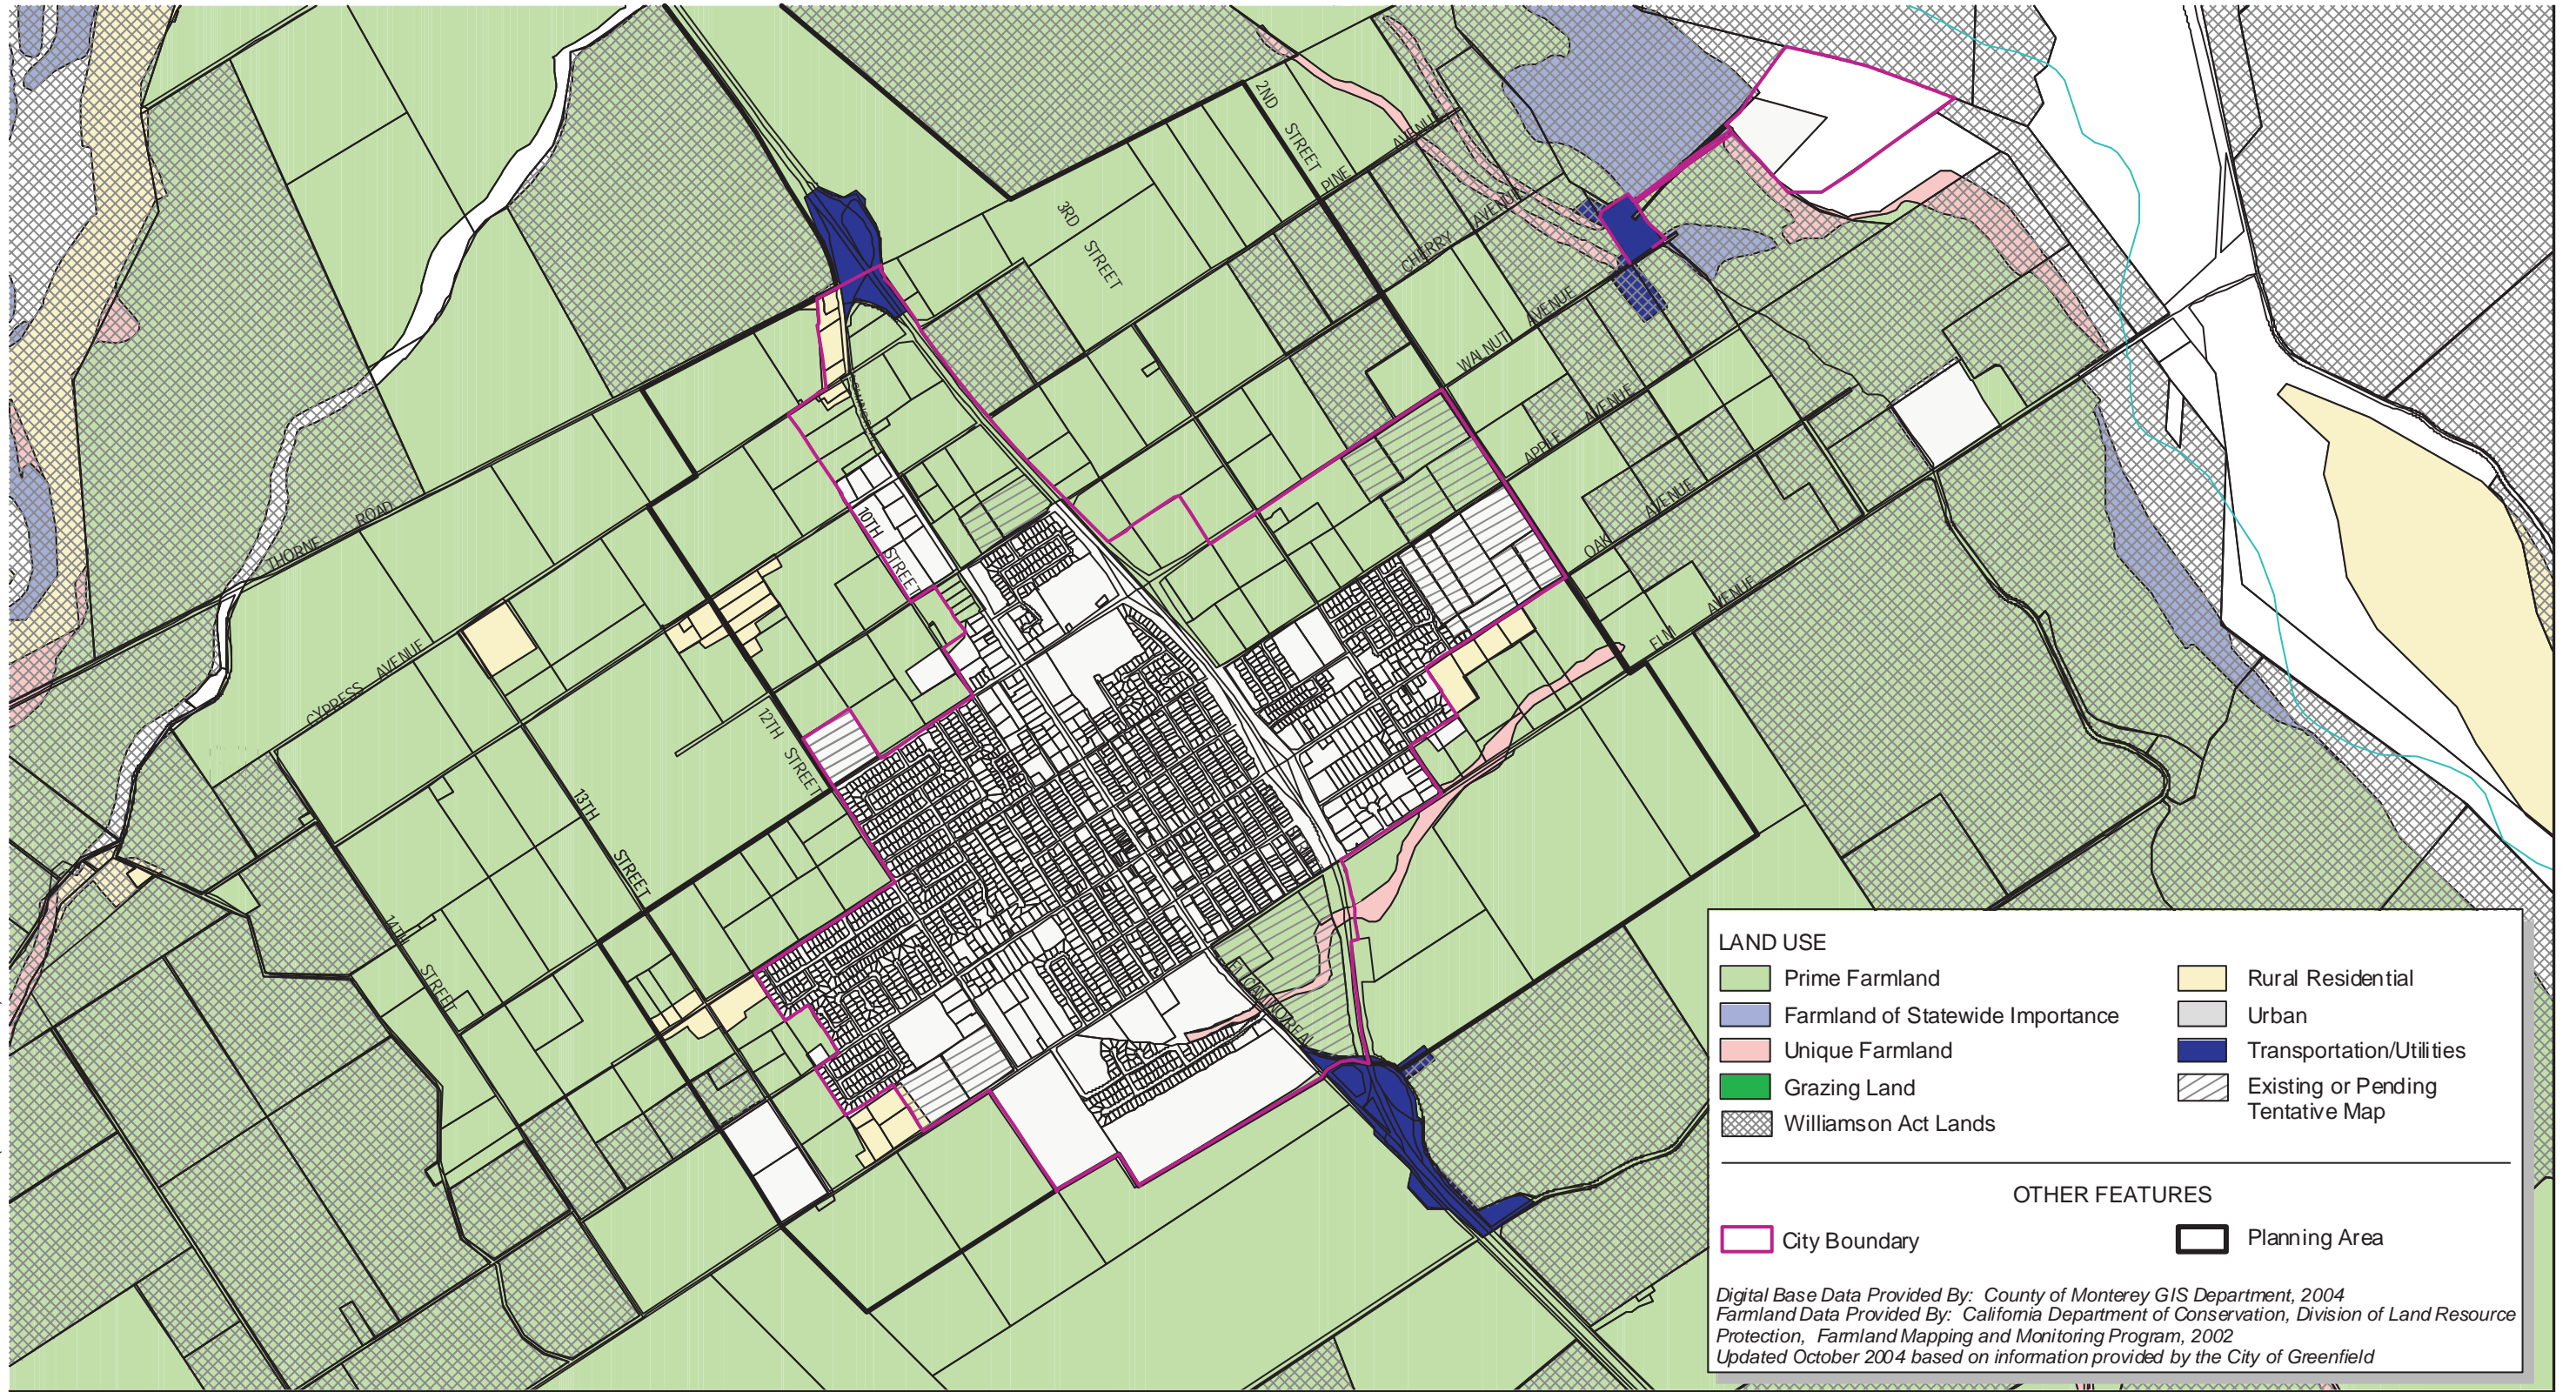 2ND
STREET
PINE
AVENUE
3RD
STREET
CHERRY
AVENUE
WALNUT
AVENUE
APPLE
AVENUE
OAK
AVENUE
ELM
AVENUE
10TH
STREET
THORNE
ROAD
CYPRESS
AVENUE
12TH
STREET
13TH
STREET
14TH
STREET
EL CAMINO REAL
LAND USE
Prime Farmland
Farmland of Statewide Importance
Unique Farmland
Grazing Land
Williamson Act Lands
Rural Residential
Urban
Transportation/Utilities
Existing or Pending
Tentative Map
OTHER FEATURES
City Boundary
Planning Area
Digital Base Data Provided By: County of Monterey GIS Department, 2004
Farmland Data Provided By: California Department of Conservation, Division of Land Resource
Protection, Farmland Mapping and Monitoring Program, 2002
Updated October 2004 based on information provided by the City of Greenfield